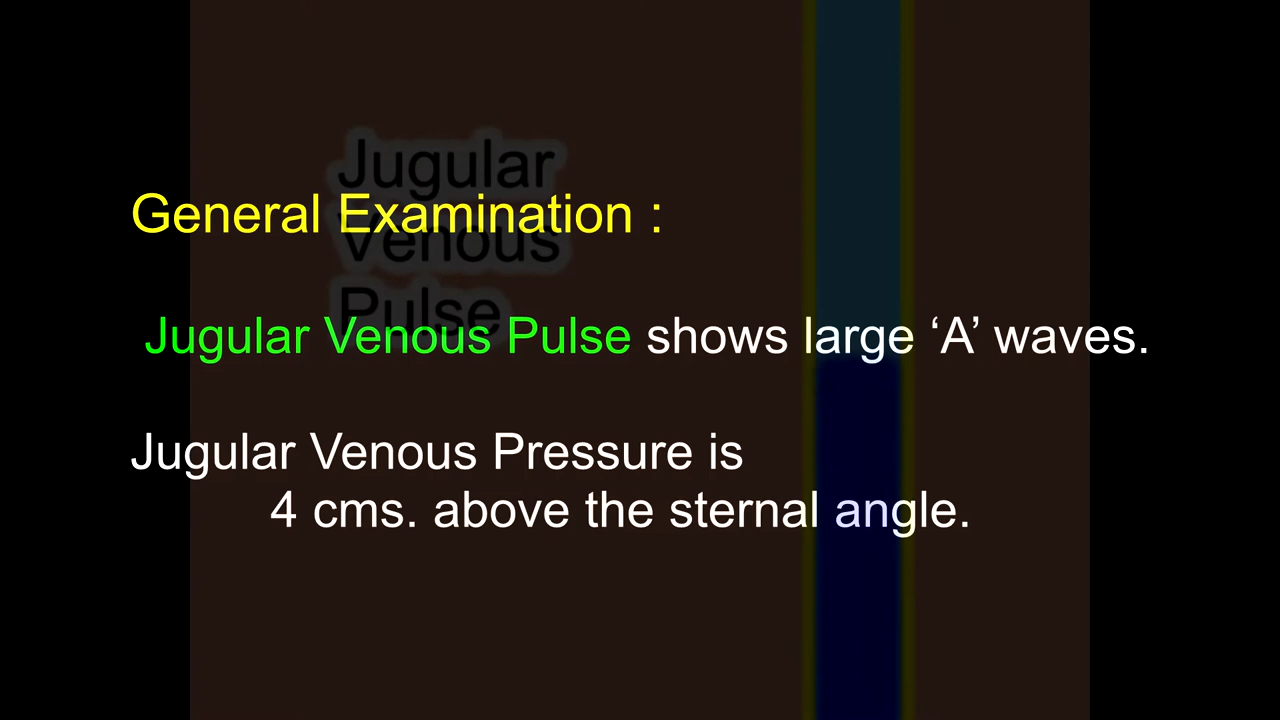 General Examination :
Jugular Venous Pulse shows large ‘A’ waves.
Jugular Venous Pressure is
4 cms. above the sternal angle.
Jugular
Venous
Pulse